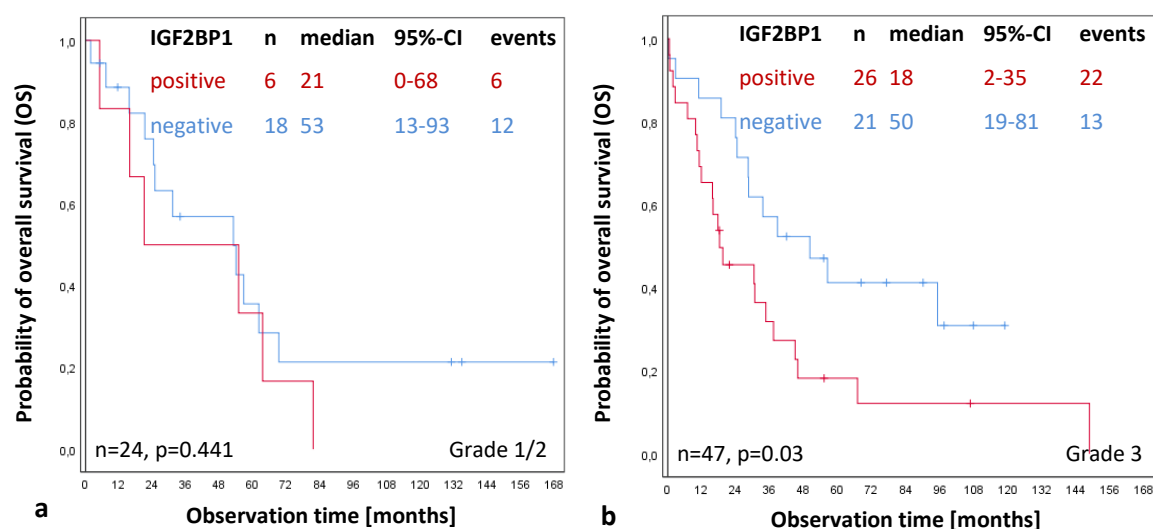 IGF2BP1 n median 95%-CI events
positive 6 21 0-68 6
negative 18 53 13-93 12
Probability of overall survival (OS)
1,0
0,8
0,6
0,4
0,2
0,0
n=24, p=0.441 Grade 1/2
0 12 24 36 48 60 72 84 96 108 120 132 144 156 168
a Observation time [months]
IGF2BP1 n median 95%-CI events
positive 26 18 2-35 22
negative 21 50 19-81 13
Probability of overall survival (OS)
1,0
0,8
0,6
0,4
0,2
0,0
n=47, p=0.03 Grade 3
0 12 24 36 48 60 72 84 96 108 120 132 144 156 168
b Observation time [months]